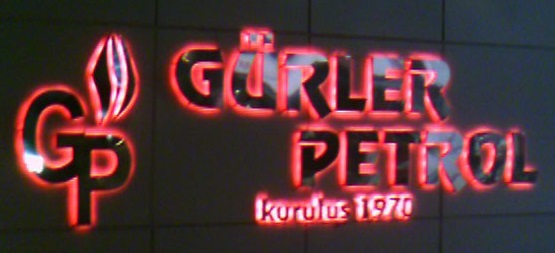 GP
GÜRLER
PETROL
kuruluş 1970